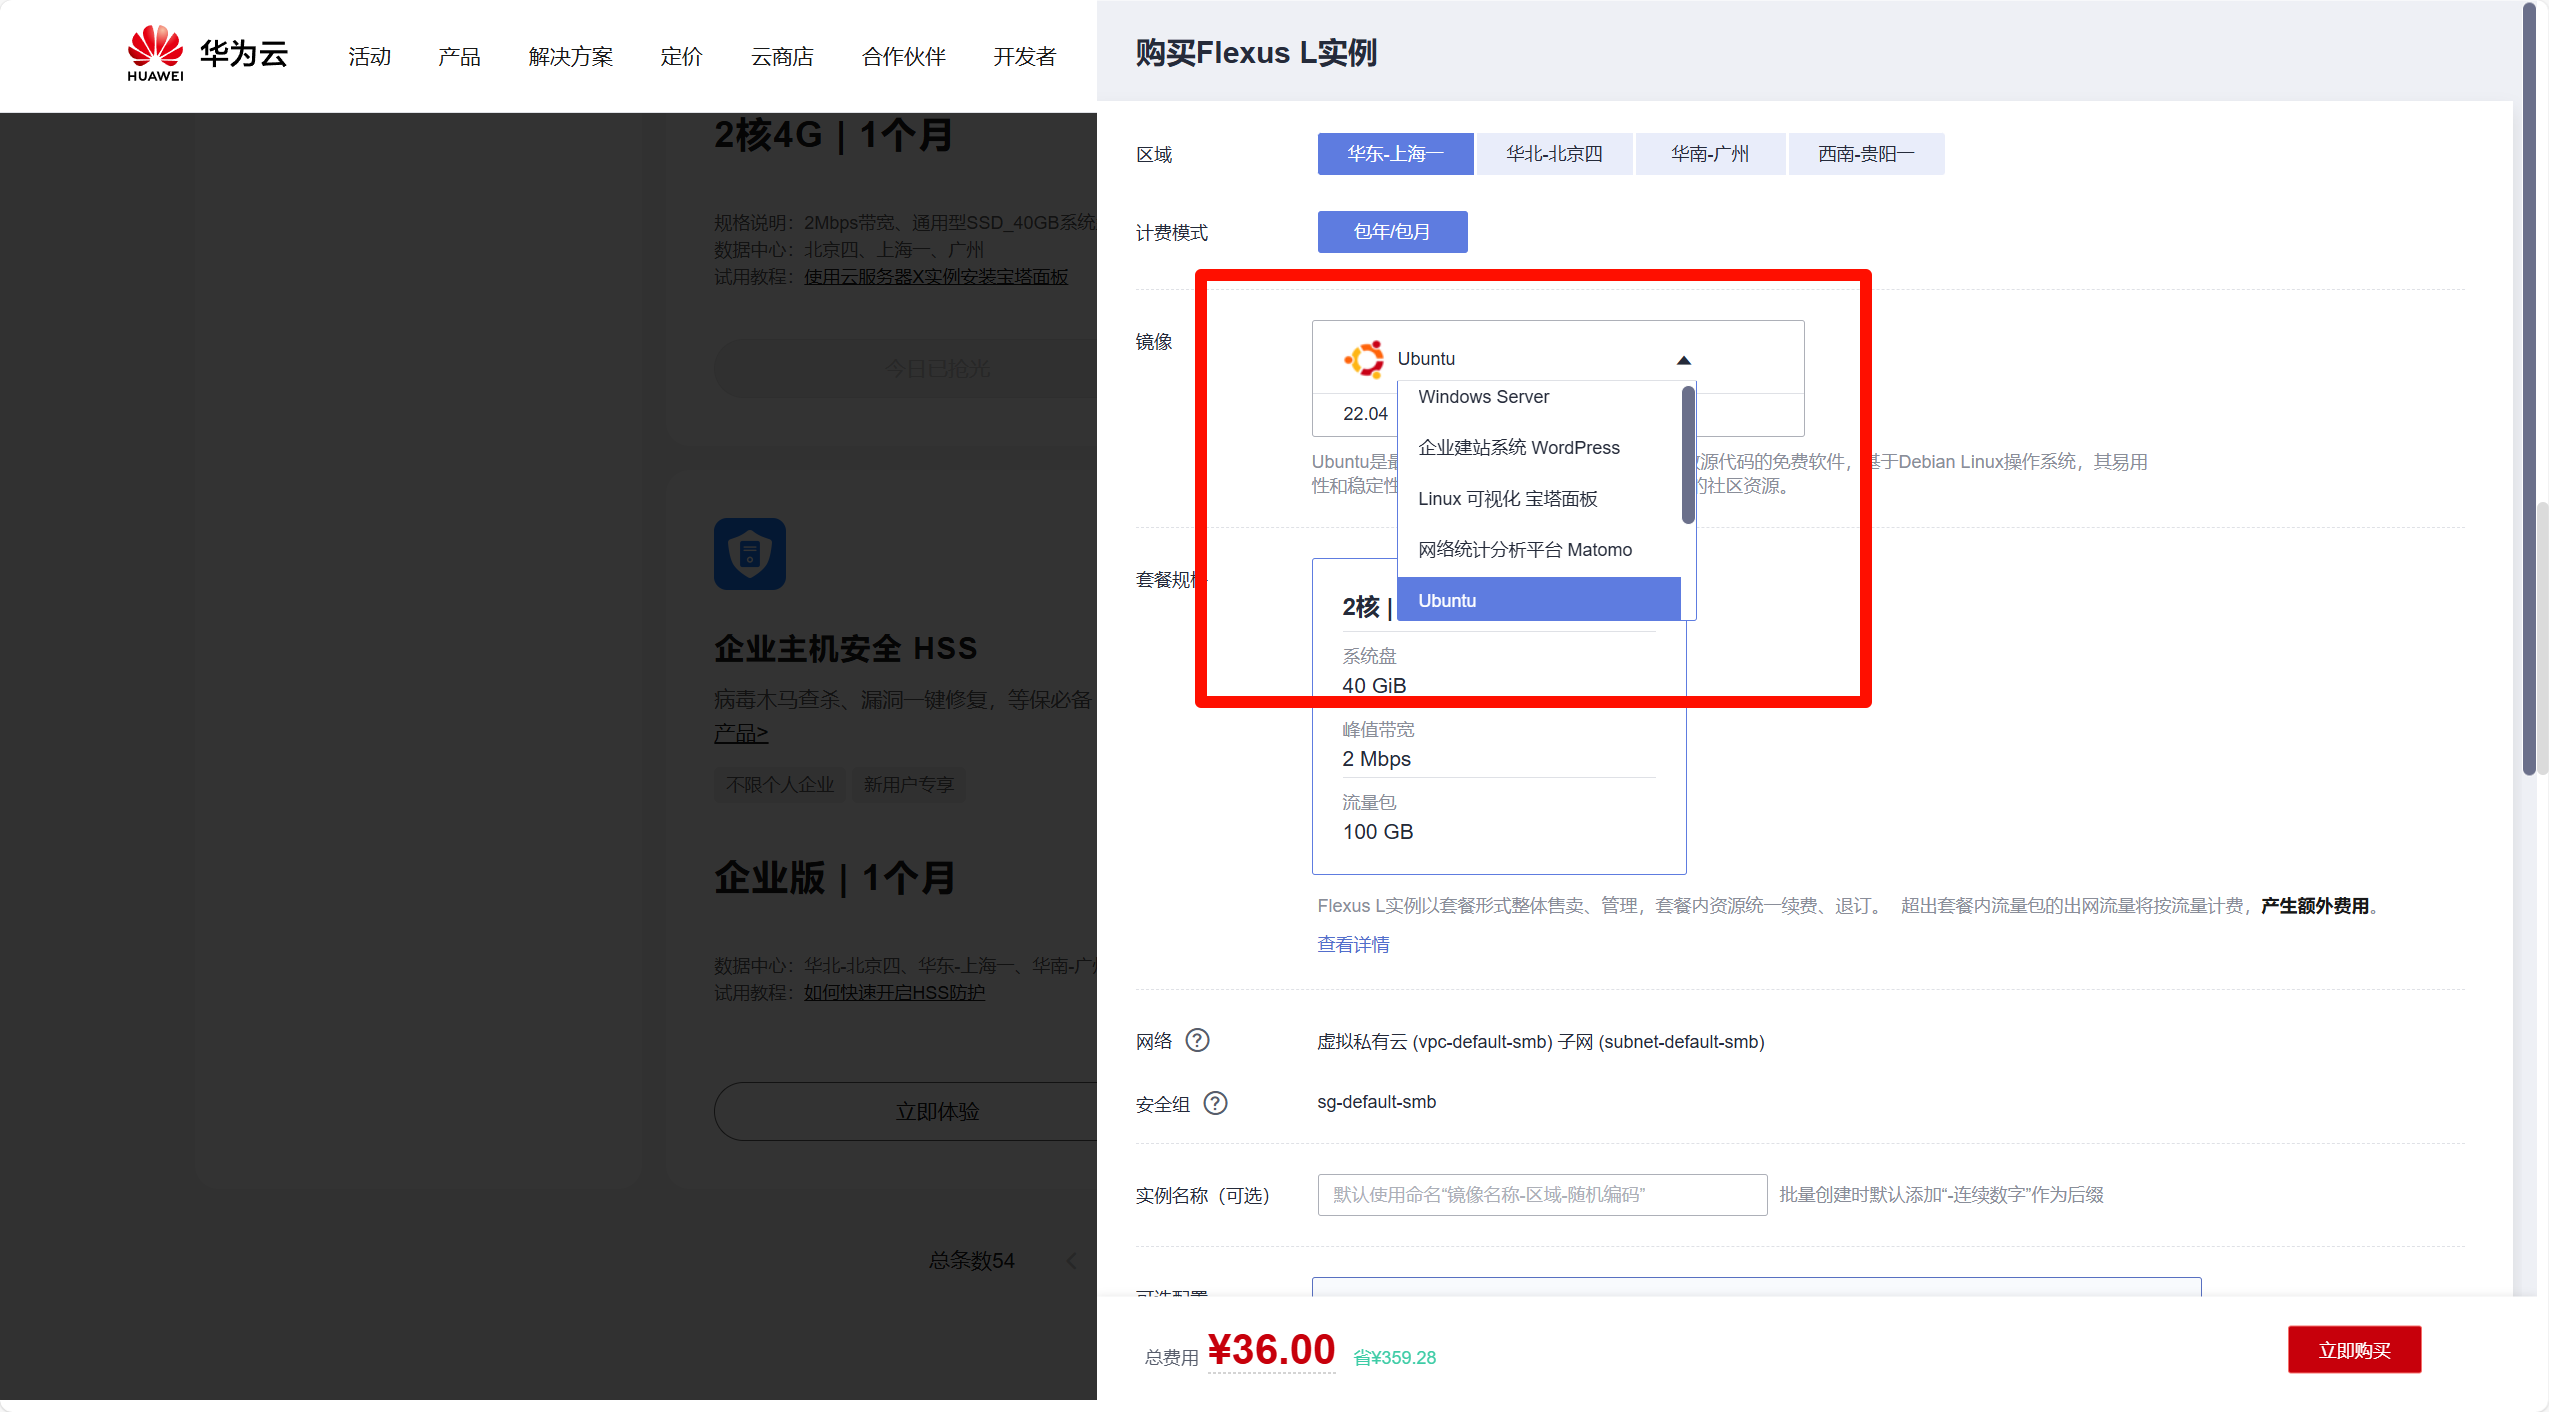 HUAWEI
华为云
活动
产品
解决方案
定价
云商店
合作伙伴
开发者
2核4G | 1个月
规格说明：2Mbps带宽、通用型SSD_40GB系统
数据中心：北京四、上海一、广州
试用教程：使用云服务器X实例安装宝塔面板
今日已抢光
企业主机安全 HSS
病毒木马查杀、漏洞一键修复，等保必备
产品>
不限个人企业
新用户专享
企业版 | 1个月
数据中心：华北-北京四、华东-上海一、华南-广
试用教程：如何快速开启HSS防护
立即体验
总条数54
购买Flexus L实例
区域
华东-上海一
华北-北京四
华南-广州
西南-贵阳一
计费模式
包年/包月
镜像
Ubuntu
22.04
Windows Server
企业建站系统 WordPress
Linux 可视化 宝塔面板
网络统计分析平台 Matomo
Ubuntu
Ubuntu是 源代码的免费软件，基于Debian Linux操作系统，其易用
性和稳定性 的社区资源。
套餐规
2核 |
系统盘
40 GiB
峰值带宽
2 Mbps
流量包
100 GB
Flexus L实例以套餐形式整体售卖、管理，套餐内资源统一续费、退订。 超出套餐内流量包的出网流量将按流量计费，产生额外费用。
查看详情
网络 ?
虚拟私有云 (vpc-default-smb) 子网 (subnet-default-smb)
安全组 ?
sg-default-smb
实例名称（可选）
默认使用命名“镜像名称-区域-随机编码”
批量创建时默认添加“-连续数字”作为后缀
可选配置
总费用 ¥36.00 省¥359.28
立即购买